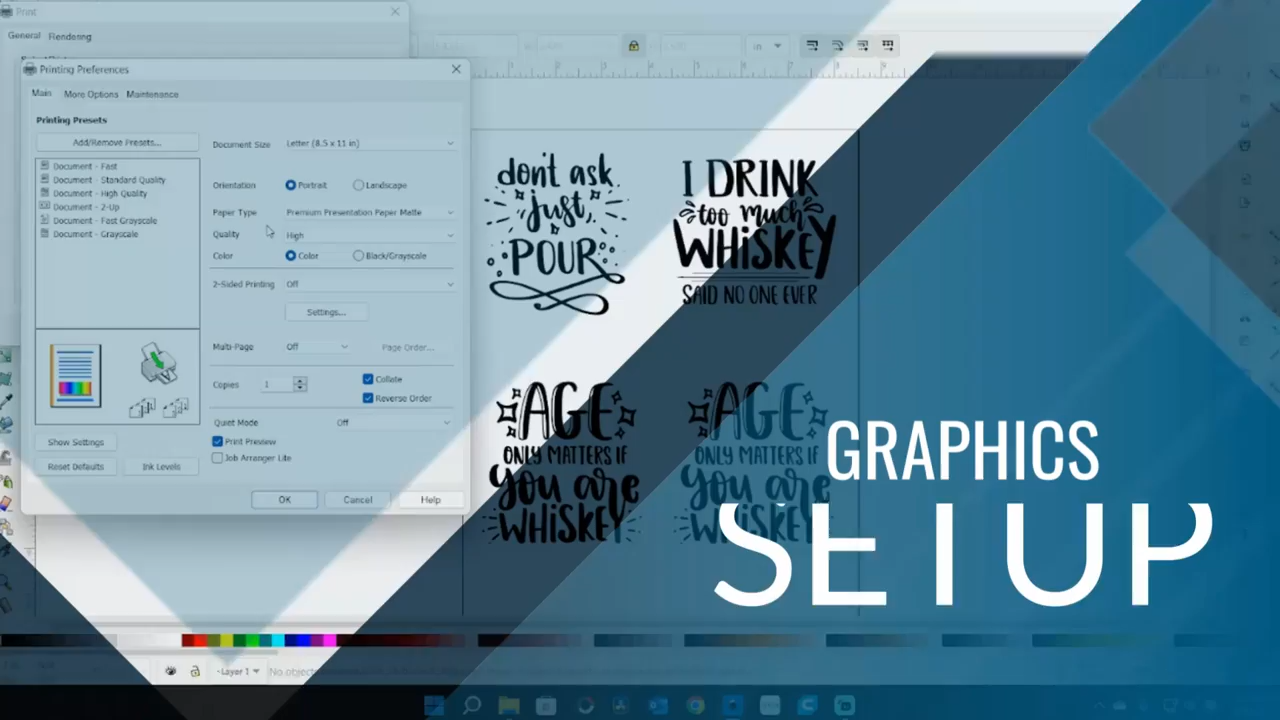 Print
General Rendering
Printing Preferences
Main More Options Maintenance
Printing Presets
Add/Remove Presets...
Document - Fast
Document - Standard Quality
Document - High Quality
Document - 2-Up
Document - Fast Grayscale
Document - Grayscale
Show Settings
Reset Defaults Ink Levels
Document Size Letter (8.5 x 11 in)
Orientation Portrait Landscape
Paper Type Premium Presentation Paper Matte
Quality High
Color Color Black/Grayscale
2-Sided Printing Off
Settings...
Multi-Page Off Page Order...
Copies 1 Collate
Reverse Order
Quiet Mode Off
Print Preview
Job Arranger Lite
OK Cancel Help
in
don't ask
just,
POUR
I DRINK
too much
WHISKEY
SAID NO ONE EVER
AGE
ONLY MATTERS IF
you are
WHISKEY
AGE
ONLY MATTERS IF
you are
WHISKEY
GRAPHICS
SETUP
Layer 1 No objects